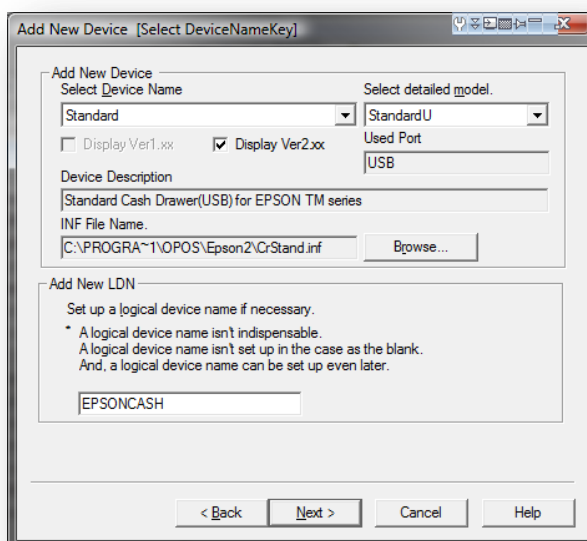 Add New Device [Select DeviceNameKey]
Add New Device
Select Device Name
Select detailed model.
Standard
StandardU
Display Ver1.xx
Display Ver2.xx
Used Port
USB
Device Description
Standard Cash Drawer(USB) for EPSON TM series
INF File Name.
C:\PROGRA~1\OPOS\Epson2\CrStand.inf
Browse...
Add New LDN
Set up a logical device name if necessary.
* A logical device name isn't indispensable.
A logical device name isn't set up in the case as the blank.
And, a logical device name can be set up even later.
EPSONCASH
< Back
Next >
Cancel
Help